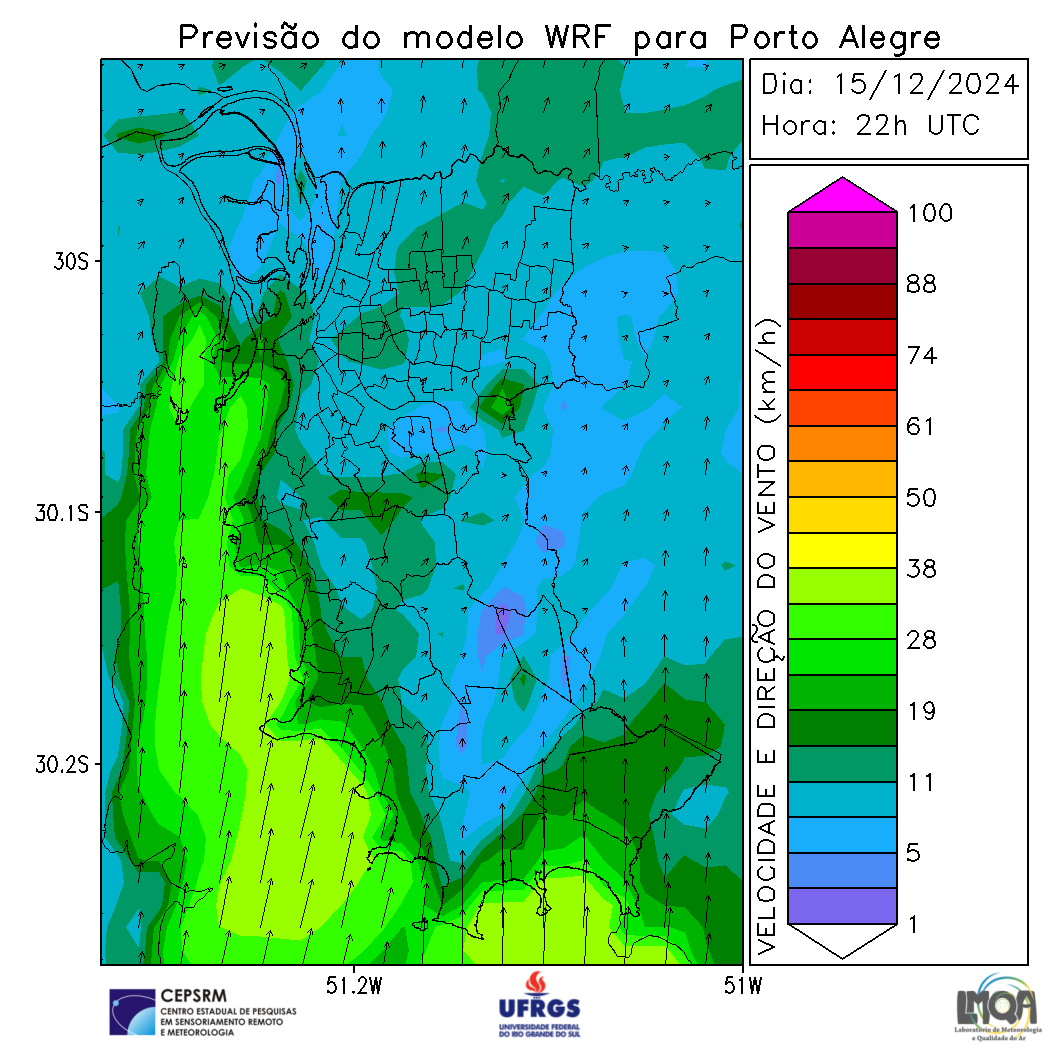 Previsão do modelo WRF para Porto Alegre
Dia: 15/12/2024
Hora: 22h UTC
30S
30.1S
30.2S
51.2W
51W
VELOCIDADE E DIREÇÃO DO VENTO (km/h)
100
88
74
61
50
38
28
19
11
5
1
CEPSRM
CENTRO ESTADUAL DE PESQUISAS
EM SENSORIAMENTO REMOTO
E METEOROLOGIA
UFRGS
UNIVERSIDADE FEDERAL
DO RIO GRANDE DO SUL
LMQA
Laboratório de Meteorologia
e Qualidade do Ar